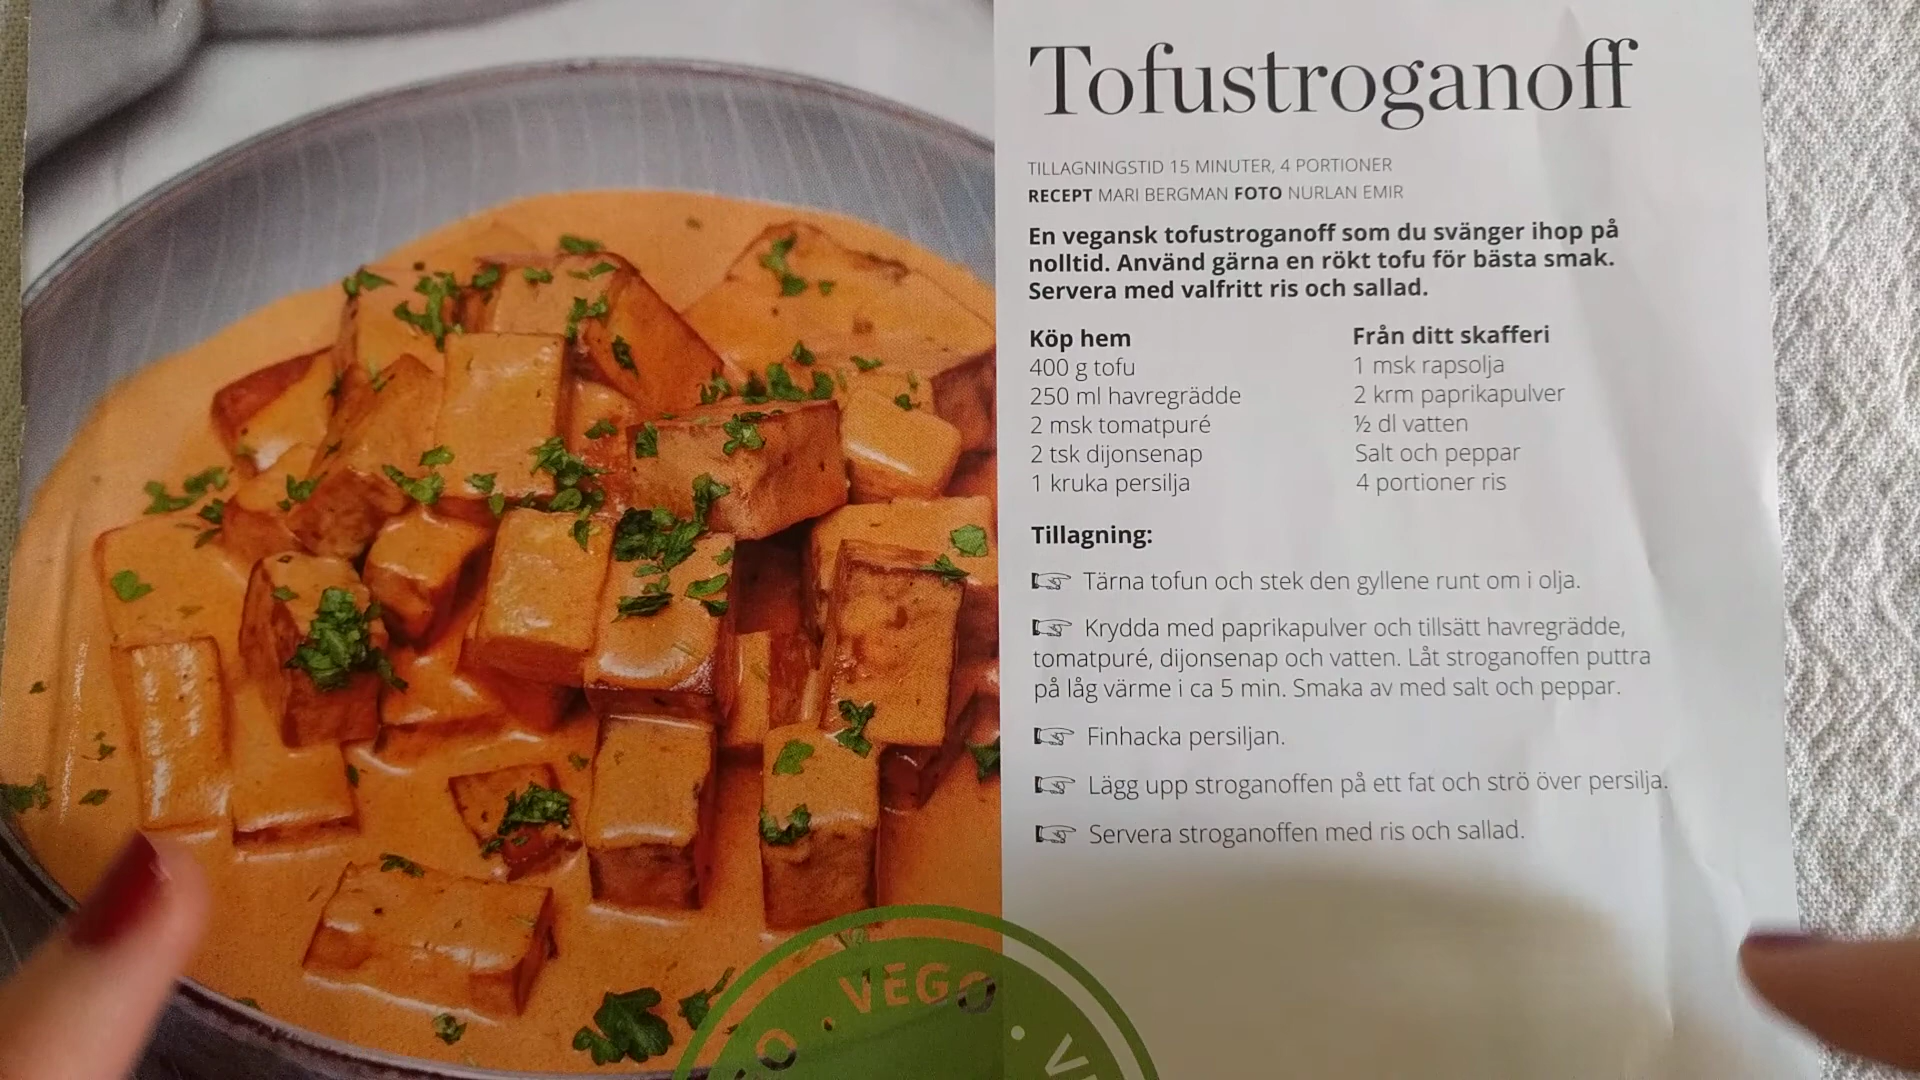 Tofustroganoff
TILLAGNINGSTID 15 MINUTER, 4 PORTIONER
RECEPT MARI BERGMAN FOTO NURLAN EMIR
En vegansk tofustroganoff som du svänger ihop på
nolltid. Använd gärna en rökt tofu för bästa smak.
Servera med valfritt ris och sallad.
Köp hem
400 g tofu
250 ml havregrädde
2 msk tomatpuré
2 tsk dijonsenap
1 kruka persilja
Från ditt skafferi
1 msk rapsolja
2 krm paprikapulver
½ dl vatten
Salt och peppar
4 portioner ris
Tillagning:
Tärna tofun och stek den gyllene runt om i olja.
Krydda med paprikapulver och tillsätt havregrädde,
tomatpuré, dijonsenap och vatten. Låt stroganoffen puttra
på låg värme i ca 5 min. Smaka av med salt och peppar.
Finhacka persiljan.
Lägg upp stroganoffen på ett fat och strö över persilja.
Servera stroganoffen med ris och sallad.
VEGO